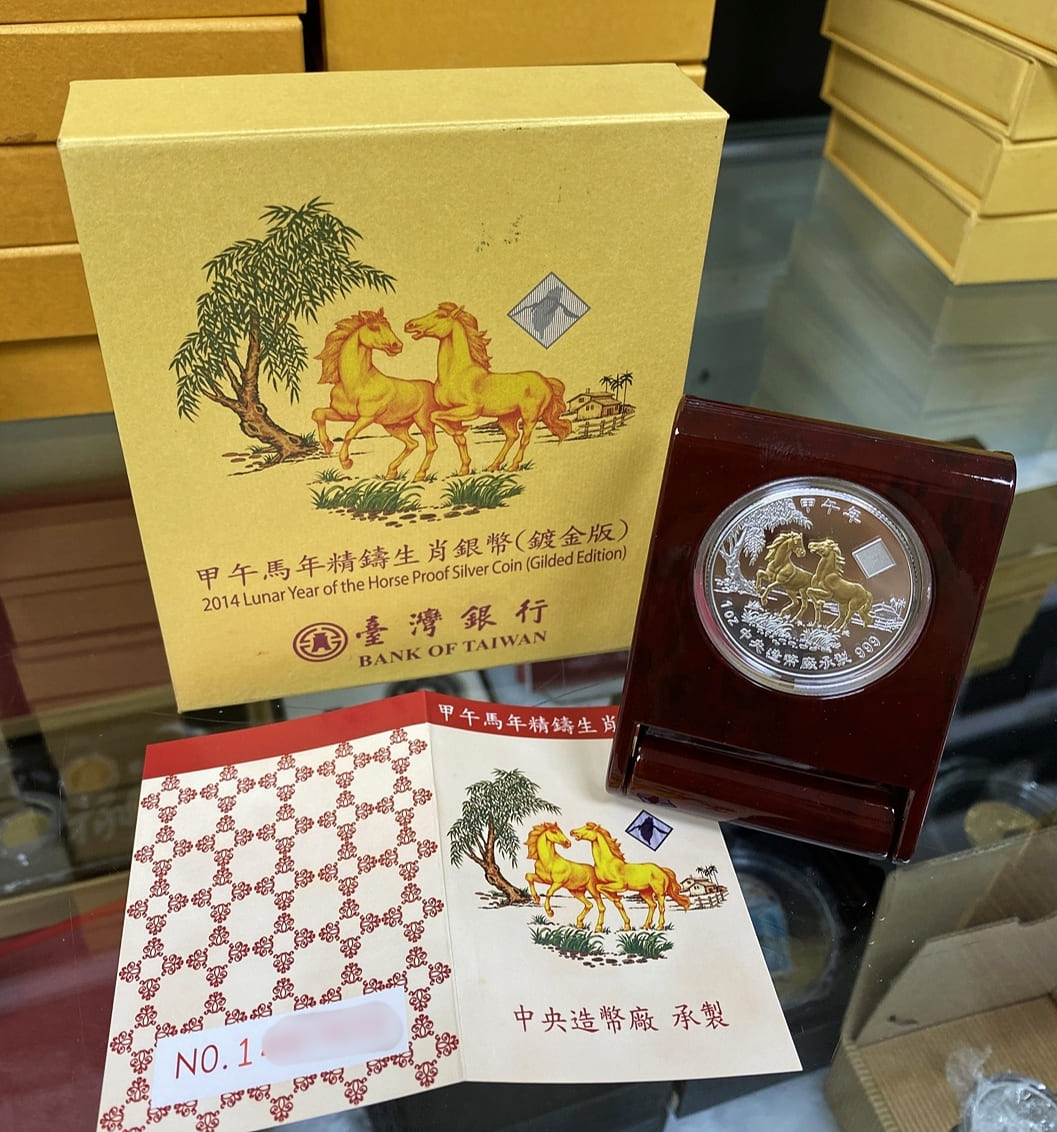 甲午馬年精鑄生肖銀幣(鍍金版)
2014 Lunar Year of the Horse Proof Silver Coin (Gilded Edition)
臺灣銀行
BANK OF TAIWAN
甲午年
1 OZ 中央造幣廠承製 999
甲午馬年精鑄生肖
中央造幣廠 承製
NO.1